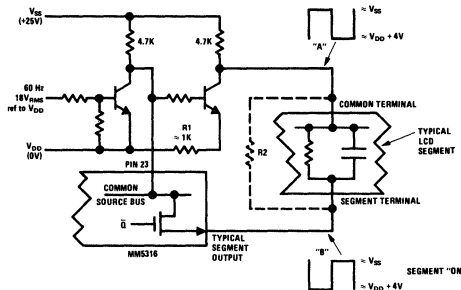 VSS
(+25V)
4.7K
4.7K
"A"
≈ VSS
≈ VDD + 4V
60 Hz
18VRMS
ref to VDD
COMMON TERMINAL
R1
≈ 1K
R2
TYPICAL
LCD
SEGMENT
VDD
(0V)
PIN 23
COMMON
SOURCE BUS
SEGMENT TERMINAL
Q̅
TYPICAL
SEGMENT
OUTPUT
MM5316
"B"
≈ VSS
SEGMENT "ON
≈ VDD + 4V